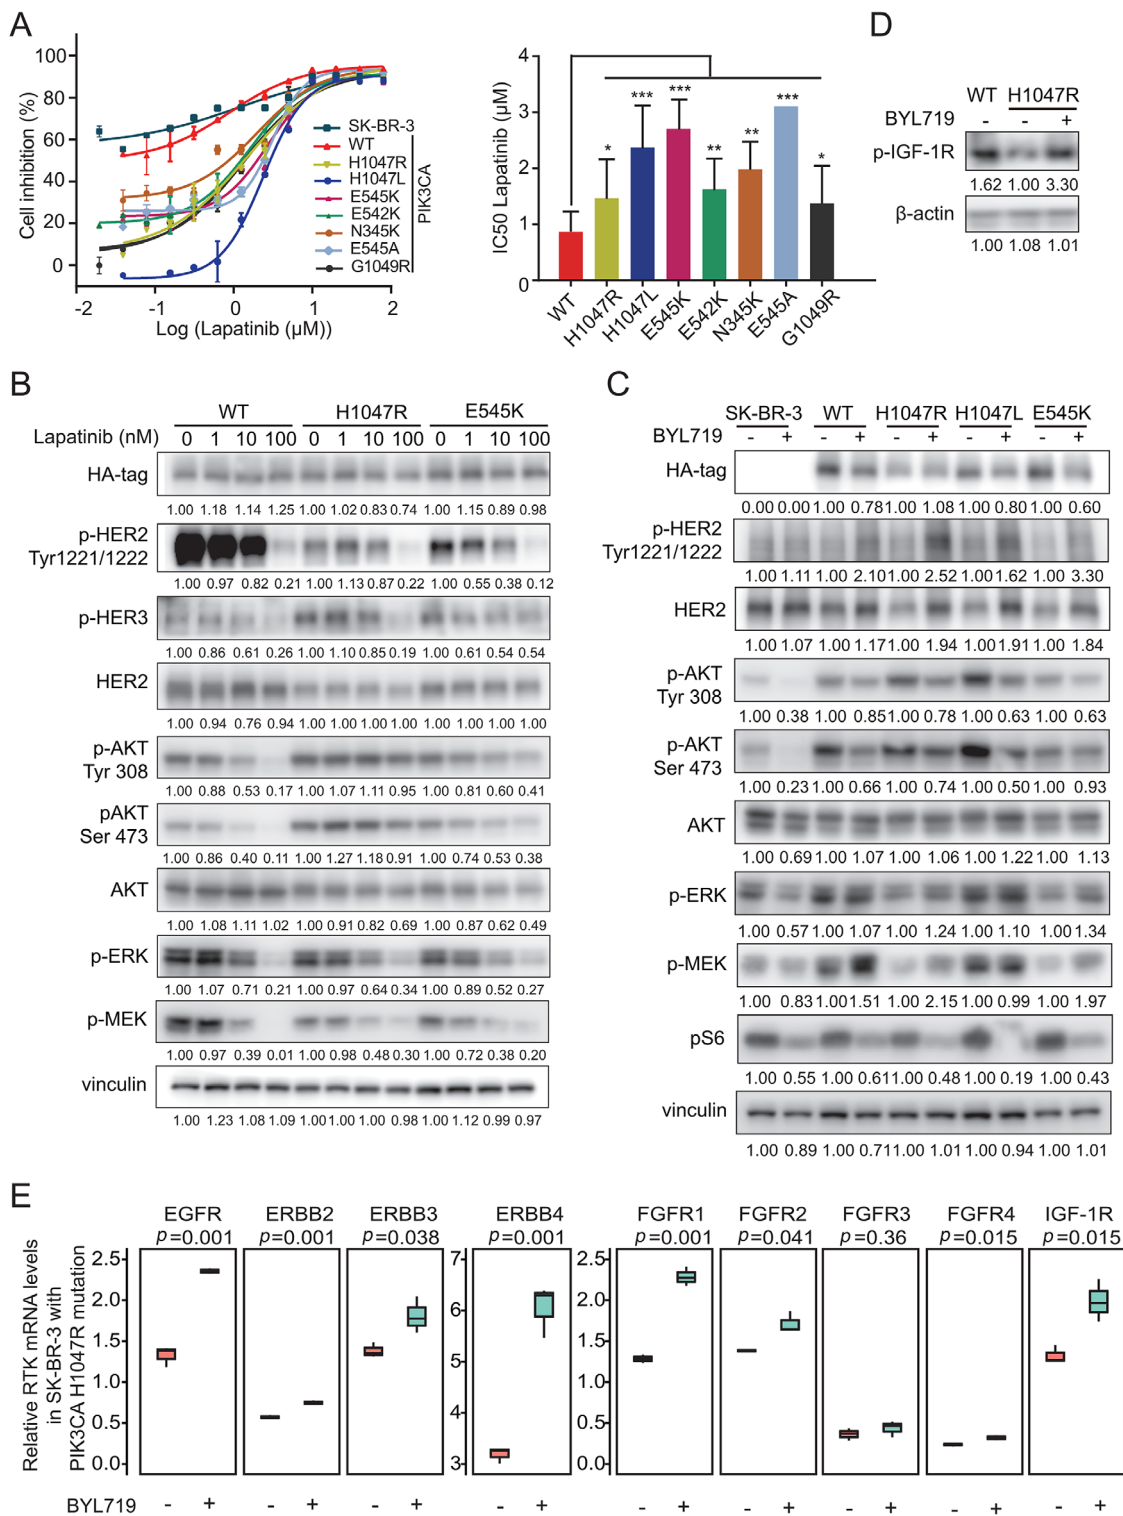 A
Cell inhibition (%)
100
80
60
40
20
0
-2
-1
0
1
2
Log (Lapatinib (μM))
SK-BR-3
WT
H1047R
H1047L
E545K
E542K
N345K
E545A
G1049R
PIK3CA
IC50 Lapatinib (μM)
4
3
2
1
0
* *** *** ** ** *** *
WT H1047R H1047L E545K E542K N345K E545A G1049R
D
WT H1047R
BYL719 - - +
p-IGF-1R
1.62 1.00 3.30
β-actin
1.00 1.08 1.01
B
WT H1047R E545K
Lapatinib (nM) 0 1 10 100 0 1 10 100 0 1 10 100
HA-tag
1.00 1.18 1.14 1.25 1.00 1.02 0.83 0.74 1.00 1.15 0.89 0.98
p-HER2
Tyr1221/1222
1.00 0.97 0.82 0.21 1.00 1.13 0.87 0.22 1.00 0.55 0.38 0.12
p-HER3
1.00 0.86 0.61 0.26 1.00 1.10 0.85 0.19 1.00 0.61 0.54 0.54
HER2
1.00 0.94 0.76 0.94 1.00 1.00 1.00 1.00 1.00 1.00 1.00 1.00
p-AKT
Tyr 308
1.00 0.88 0.53 0.17 1.00 1.07 1.11 0.95 1.00 0.81 0.60 0.41
pAKT
Ser 473
1.00 0.86 0.40 0.11 1.00 1.27 1.18 0.91 1.00 0.74 0.53 0.38
AKT
1.00 1.08 1.11 1.02 1.00 0.91 0.82 0.69 1.00 0.87 0.62 0.49
p-ERK
1.00 1.07 0.71 0.21 1.00 0.97 0.64 0.34 1.00 0.89 0.52 0.27
p-MEK
1.00 0.97 0.39 0.01 1.00 0.98 0.48 0.30 1.00 0.72 0.38 0.20
vinculin
1.00 1.23 1.08 1.09 1.00 1.00 1.00 0.98 1.00 1.12 0.99 0.97
C
SK-BR-3 WT H1047R H1047L E545K
BYL719 - + - + - + - + - +
HA-tag
0.00 0.00 1.00 0.78 1.00 1.08 1.00 0.80 1.00 0.60
p-HER2
Tyr1221/1222
1.00 1.11 1.00 2.10 1.00 2.52 1.00 1.62 1.00 3.30
HER2
1.00 1.07 1.00 1.17 1.00 1.94 1.00 1.91 1.00 1.84
p-AKT
Tyr 308
1.00 0.38 1.00 0.85 1.00 0.78 1.00 0.63 1.00 0.63
p-AKT
Ser 473
1.00 0.23 1.00 0.66 1.00 0.74 1.00 0.50 1.00 0.93
AKT
1.00 0.69 1.00 1.07 1.00 1.06 1.00 1.22 1.00 1.13
p-ERK
1.00 0.57 1.00 1.07 1.00 1.24 1.00 1.10 1.00 1.34
p-MEK
1.00 0.83 1.00 1.51 1.00 2.15 1.00 0.99 1.00 1.97
pS6
1.00 0.55 1.00 0.61 1.00 0.48 1.00 0.19 1.00 0.43
vinculin
1.00 0.89 1.00 0.71 1.00 1.01 1.00 0.94 1.00 1.01
E
EGFR ERBB2 ERBB3 ERBB4 FGFR1 FGFR2 FGFR3 FGFR4 IGF-1R
p=0.001 p=0.001 p=0.038 p=0.001 p=0.001 p=0.041 p=0.36 p=0.015 p=0.015
Relative RTK mRNA levels
in SK-BR-3 with
PIK3CA H1047R mutation
2.5
2.0
1.5
1.0
0.5
0.0
7
6
5
4
3
2.5
2.0
1.5
1.0
0.5
0.0
BYL719 - + - + - + - + - + - + - + - + - +